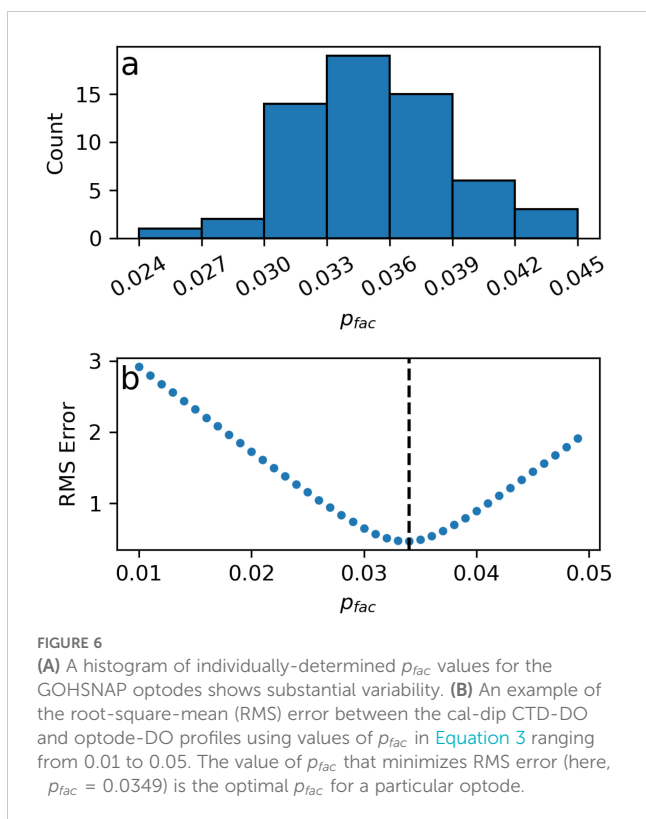 a
15
10
5
0
Count
0.024 0.027 0.030 0.033 0.036 0.039 0.042 0.045
p_fac
b
3
2
1
RMS Error
0.01 0.02 0.03 0.04 0.05
p_fac
FIGURE 6
(A) A histogram of individually-determined p_fac values for the
GOHSNAP optodes shows substantial variability. (B) An example of
the root-square-mean (RMS) error between the cal-dip CTD-DO
and optode-DO profiles using values of p_fac in Equation 3 ranging
from 0.01 to 0.05. The value of p_fac that minimizes RMS error (here,
p_fac = 0.0349) is the optimal p_fac for a particular optode.